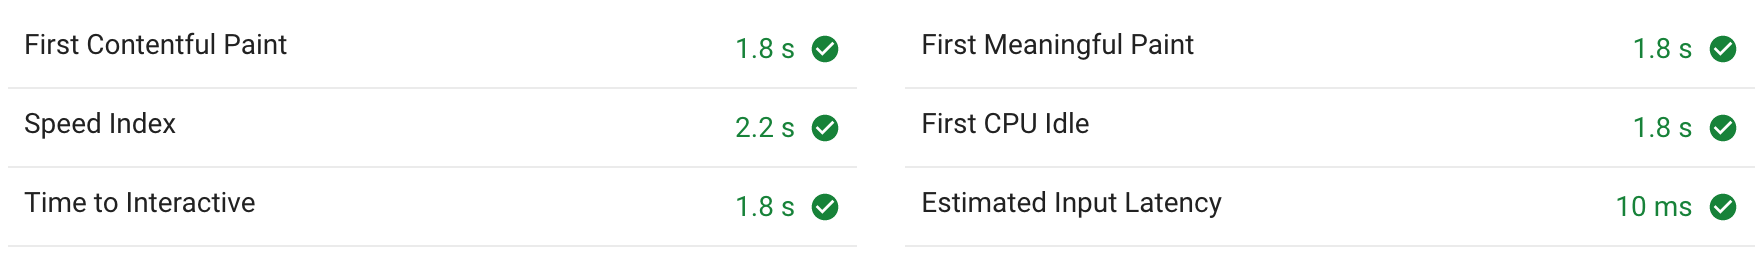 First Contentful Paint 1.8 s
First Meaningful Paint 1.8 s
Speed Index 2.2 s
First CPU Idle 1.8 s
Time to Interactive 1.8 s
Estimated Input Latency 10 ms